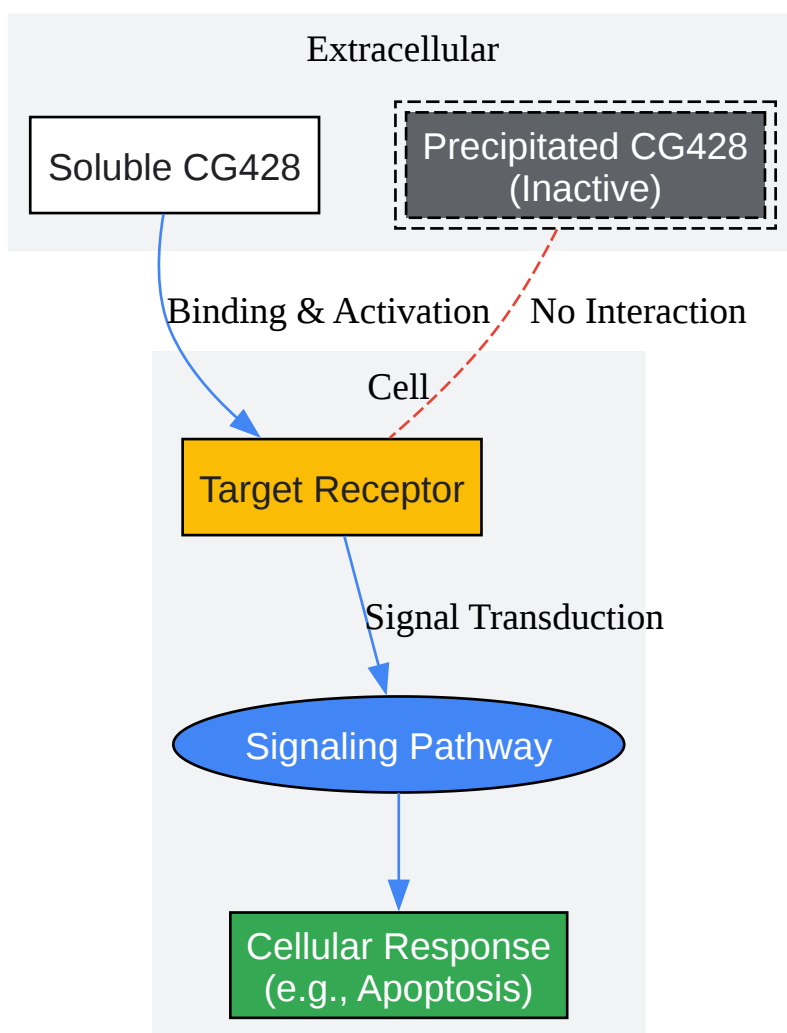 Extracellular
Soluble CG428
Precipitated CG428
(Inactive)
Binding & Activation
No Interaction
Cell
Target Receptor
Signal Transduction
Signaling Pathway
Cellular Response
(e.g., Apoptosis)